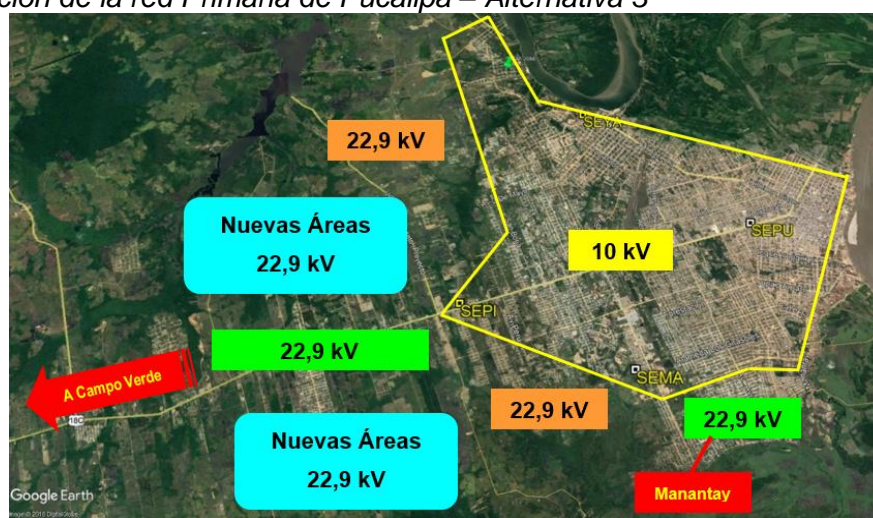 ción de la red Primaria de Pucallpa – Alternativa 3
22,9 kV
SEYA
Nuevas Áreas
22,9 kV
SEPU
10 kV
SEPI
22,9 kV
A Campo Verde
SEMA
22,9 kV
22,9 kV
18C
Nuevas Áreas
22,9 kV
Manantay
Google Earth